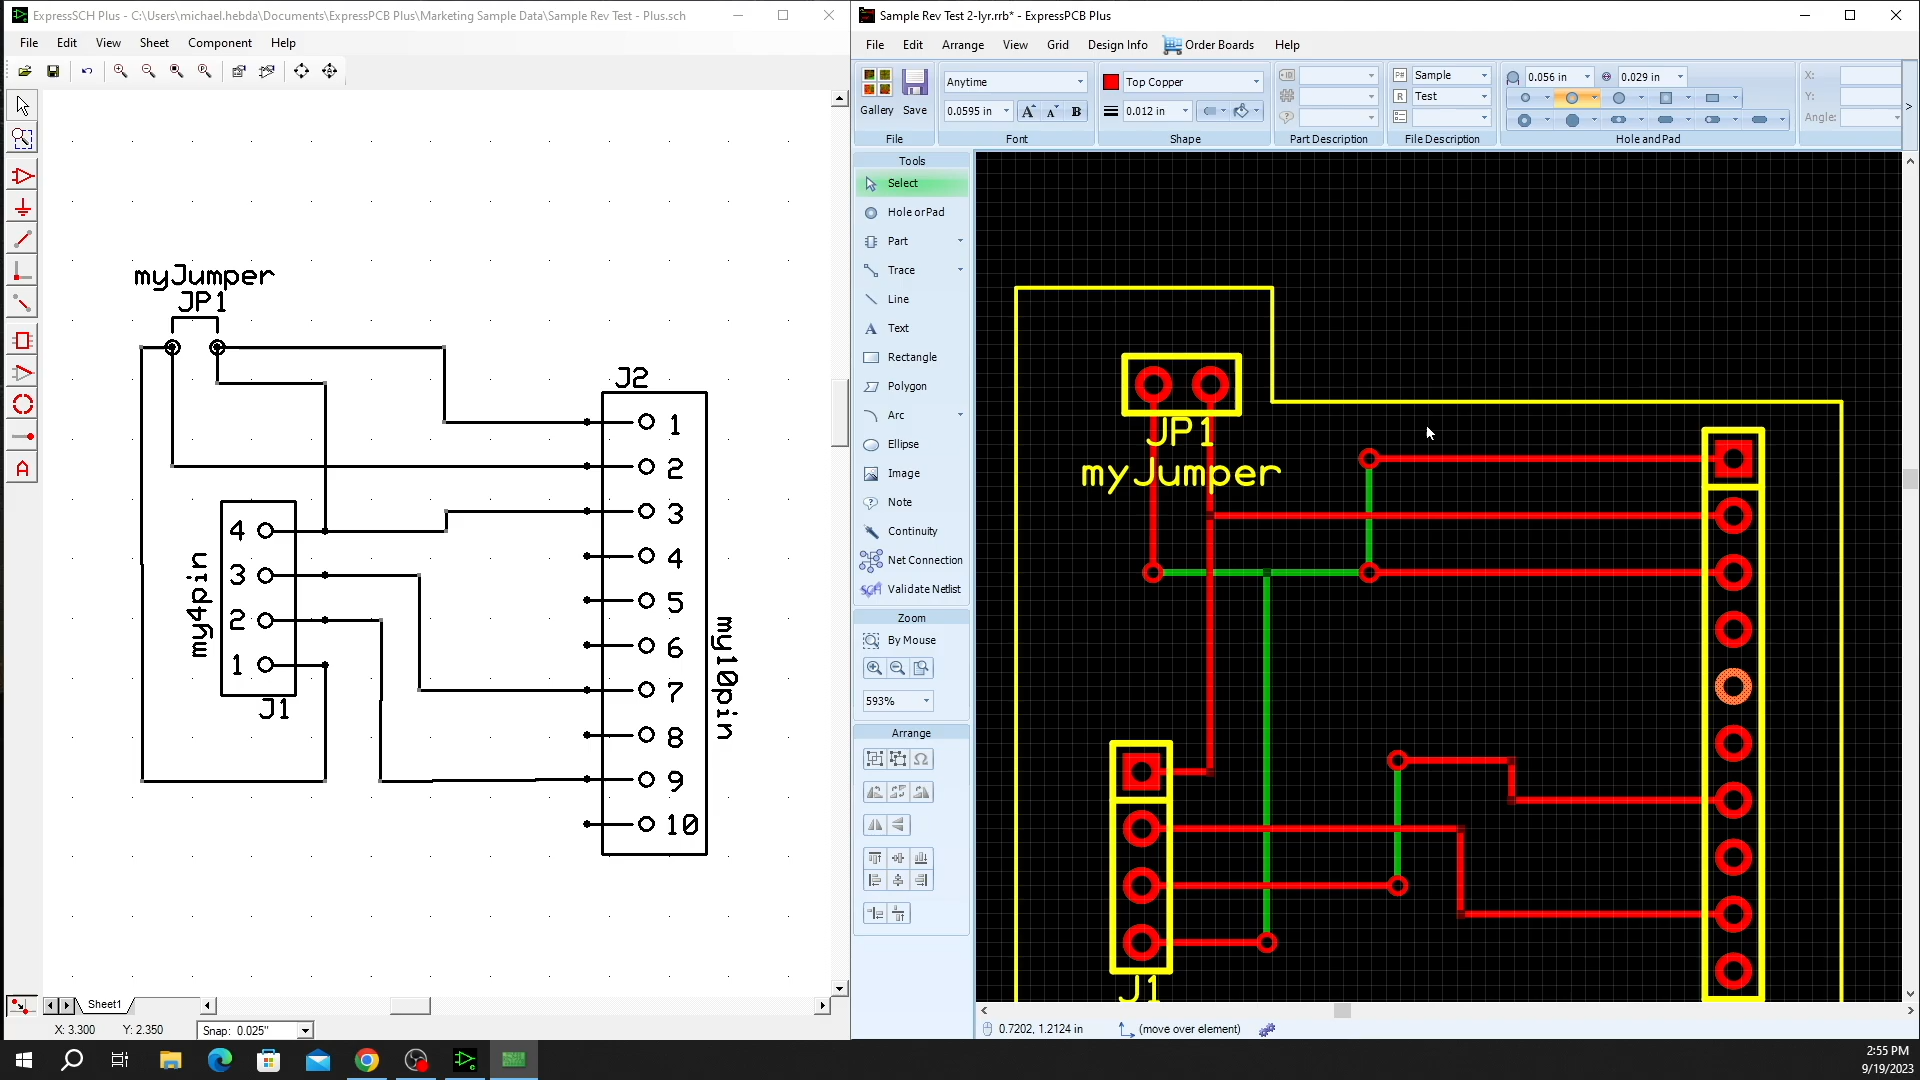 ExpressSCH Plus - C:\Users\michael.hebda\Documents\ExpressPCB Plus\Marketing Sample Data\Sample Rev Test - Plus.sch
File Edit View Sheet Component Help
myJumper
JP1
J2
1
2
3
4
5
6
7
8
9
10
my10pin
4
3
2
1
my4pin
J1
A
Sheet1
X: 3.300 Y: 2.350 Snap: 0.025"
Sample Rev Test 2-lyr.rrb* - ExpressPCB Plus
File Edit Arrange View Grid Design Info Order Boards Help
Gallery Save
File
Anytime
0.0595 in A A B
Font
Top Copper
0.012 in
Shape
Part Description
P# Sample
R Test
File Description
0.056 in 0.029 in
Hole and Pad
X:
Y:
Angle:
Tools
Select
Hole or Pad
Part
Trace
Line
Text
Rectangle
Polygon
Arc
Ellipse
Image
Note
Continuity
Net Connection
Validate Netlist
Zoom
By Mouse
593%
Arrange
JP1
myJumper
J1
0.7202, 1.2124 in (move over element)
2:55 PM
9/19/2023